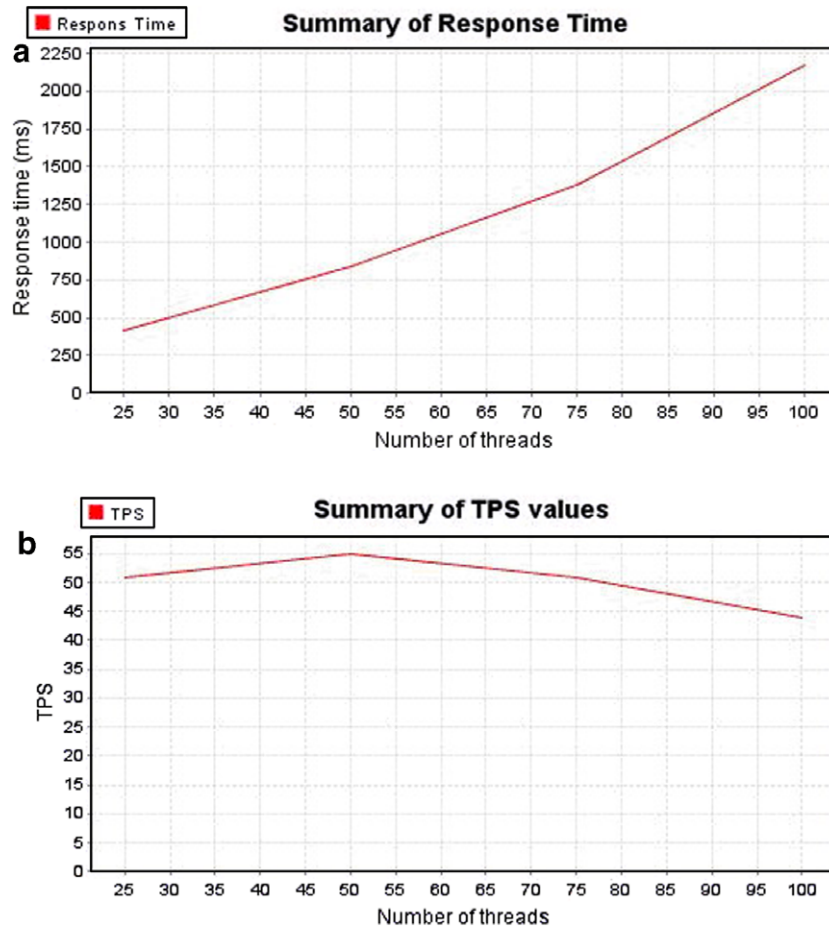 Respons Time
Summary of Response Time
a
2250
2000
1750
1500
1250
1000
750
500
250
0
Response time (ms)
25 30 35 40 45 50 55 60 65 70 75 80 85 90 95 100
Number of threads
TPS
Summary of TPS values
b
55
50
45
40
35
30
25
20
15
10
5
0
TPS
25 30 35 40 45 50 55 60 65 70 75 80 85 90 95 100
Number of threads